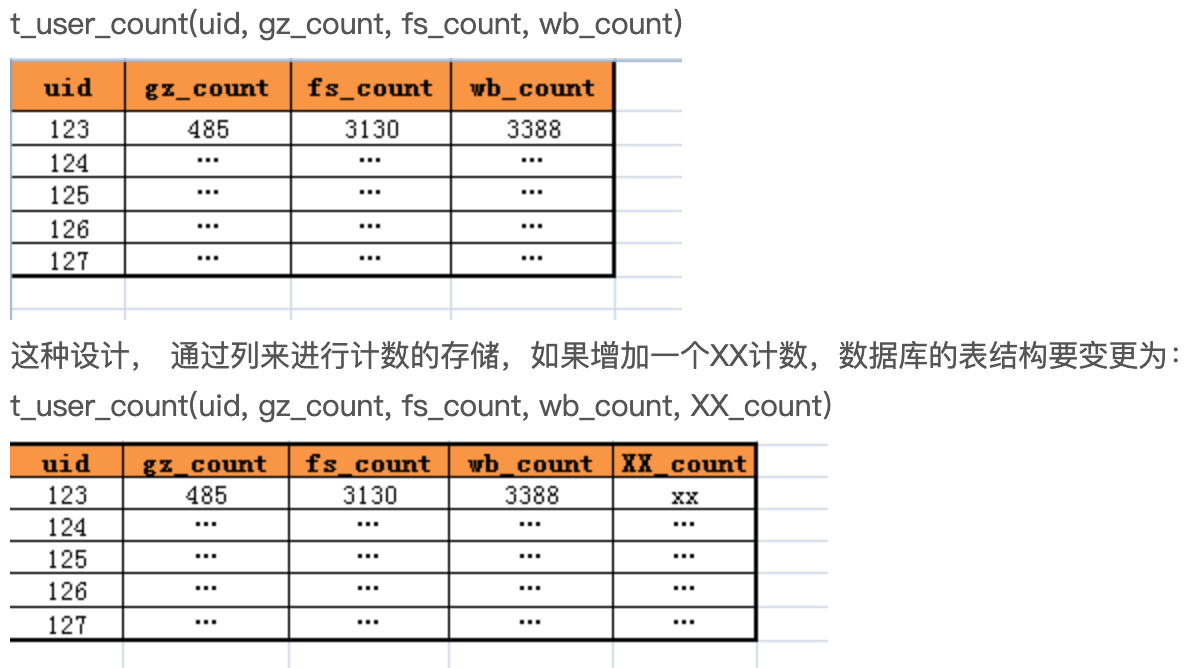 t_user_count(uid, gz_count, fs_count, wb_count)
uid gz_count fs_count wb_count
123 485 3130 3388
124 ... ... ...
125 ... ... ...
126 ... ... ...
127 ... ... ...
这种设计， 通过列来进行计数的存储，如果增加一个XX计数，数据库的表结构要变更为：
t_user_count(uid, gz_count, fs_count, wb_count, XX_count)
uid gz_count fs_count wb_count XX_count
123 485 3130 3388 xx
124 ... ... ... ...
125 ... ... ... ...
126 ... ... ... ...
127 ... ... ... ...